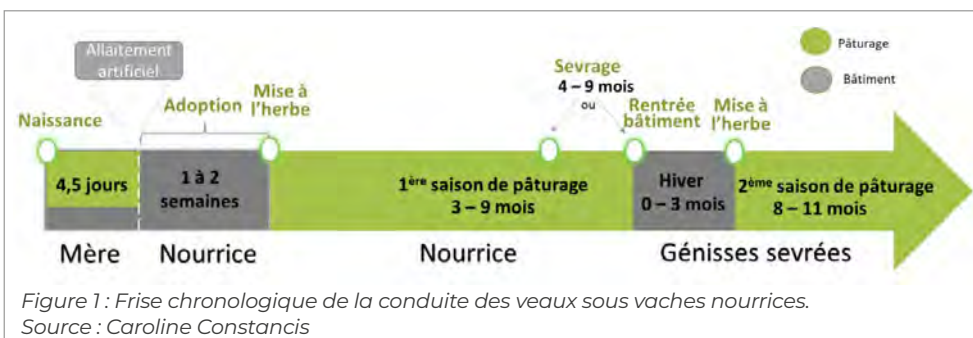 Allaitement
artificiel
Pâturage
Bâtiment
Sevrage
4 – 9 mois
ou
Naissance
Adoption
Mise à
l'herbe
Rentrée
bâtiment
Mise à
l'herbe
4,5 jours
1 à 2
semaines
1ère saison de pâturage
3 – 9 mois
Hiver
0 – 3 mois
2ème saison de pâturage
8 – 11 mois
Mère
Nourrice
Nourrice
Génisses sevrées
Figure 1 : Frise chronologique de la conduite des veaux sous vaches nourrices.
Source : Caroline Constancis